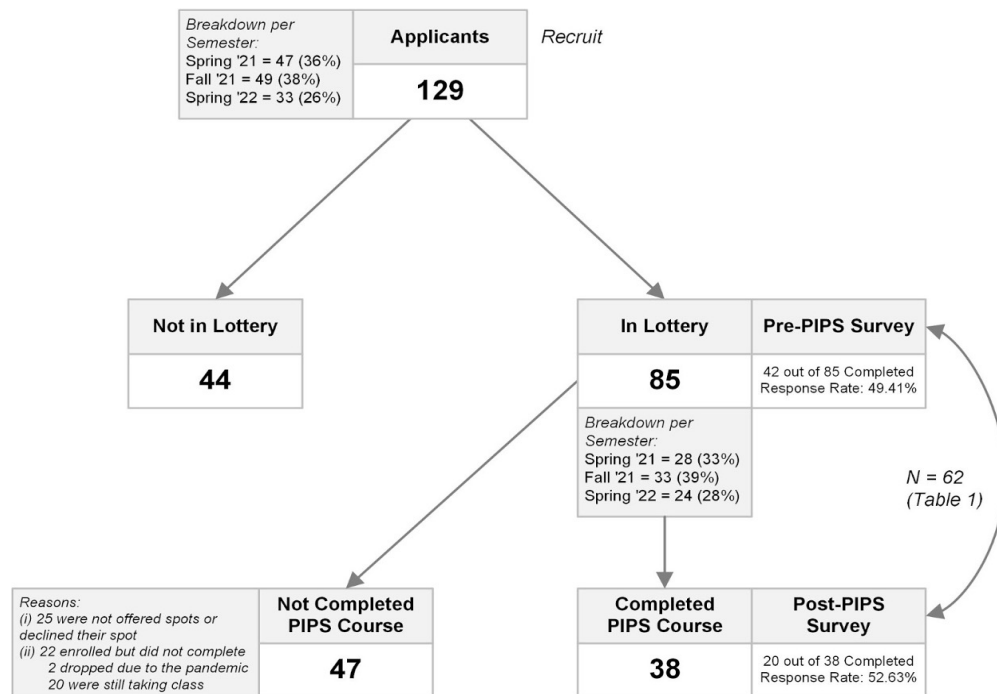 Breakdown per
Semester:
Spring '21 = 47 (36%)
Fall '21 = 49 (38%)
Spring '22 = 33 (26%)
Applicants
129
Recruit
Not in Lottery
44
In Lottery
85
Pre-PIPS Survey
42 out of 85 Completed
Response Rate: 49.41%
Breakdown per
Semester:
Spring '21 = 28 (33%)
Fall '21 = 33 (39%)
Spring '22 = 24 (28%)
N = 62
(Table 1)
Reasons:
(i) 25 were not offered spots or
declined their spot
(ii) 22 enrolled but did not complete
2 dropped due to the pandemic
20 were still taking class
Not Completed
PIPS Course
47
Completed
PIPS Course
38
Post-PIPS
Survey
20 out of 38 Completed
Response Rate: 52.63%